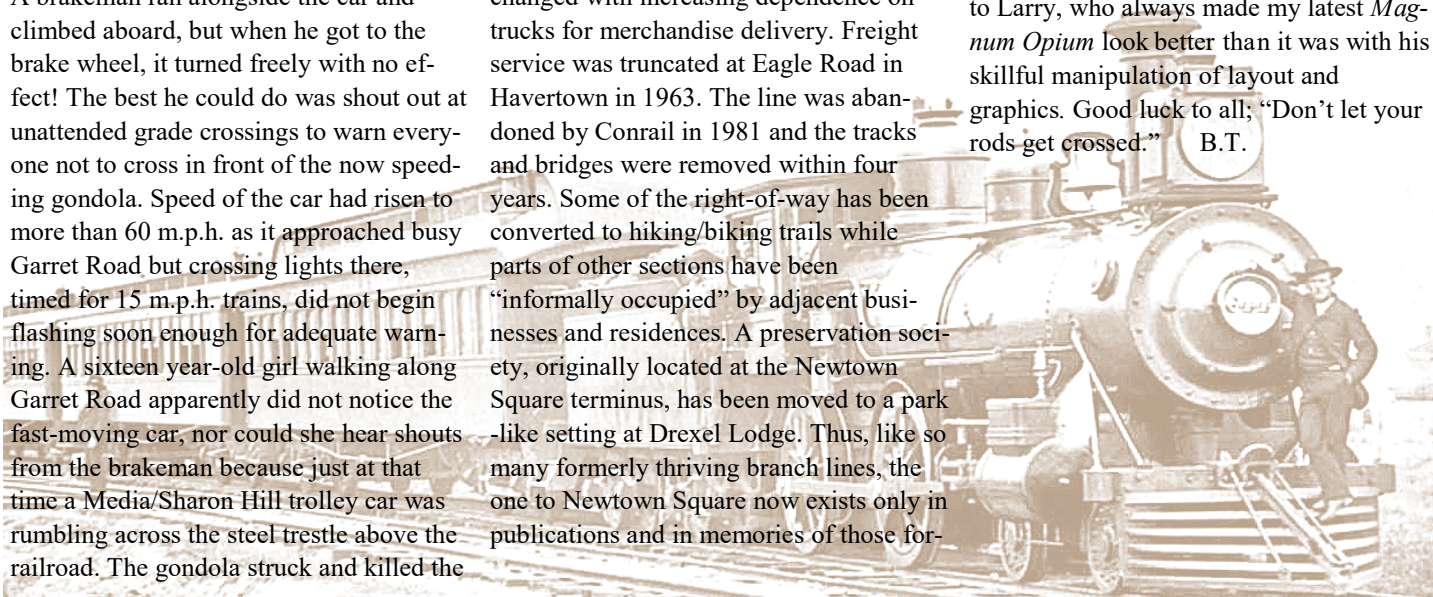 A brakeman ran alongside the car and
climbed aboard, but when he got to the
brake wheel, it turned freely with no ef-
fect! The best he could do was shout out at
unattended grade crossings to warn every-
one not to cross in front of the now speed-
ing gondola. Speed of the car had risen to
more than 60 m.p.h. as it approached busy
Garret Road but crossing lights there,
timed for 15 m.p.h. trains, did not begin
flashing soon enough for adequate warn-
ing. A sixteen year-old girl walking along
Garret Road apparently did not notice the
fast-moving car, nor could she hear shouts
from the brakeman because just at that
time a Media/Sharon Hill trolley car was
rumbling across the steel trestle above the
railroad. The gondola struck and killed the
changed with increasing dependence on
trucks for merchandise delivery. Freight
service was truncated at Eagle Road in
Havertown in 1963. The line was aban-
doned by Conrail in 1981 and the tracks
and bridges were removed within four
years. Some of the right-of-way has been
converted to hiking/biking trails while
parts of other sections have been
“informally occupied” by adjacent busi-
nesses and residences. A preservation soci-
ety, originally located at the Newtown
Square terminus, has been moved to a park
-like setting at Drexel Lodge. Thus, like so
many formerly thriving branch lines, the
one to Newtown Square now exists only in
publications and in memories of those for-
to Larry, who always made my latest Mag-
num Opium look better than it was with his
skillful manipulation of layout and
graphics. Good luck to all; “Don’t let your
rods get crossed.” B.T.